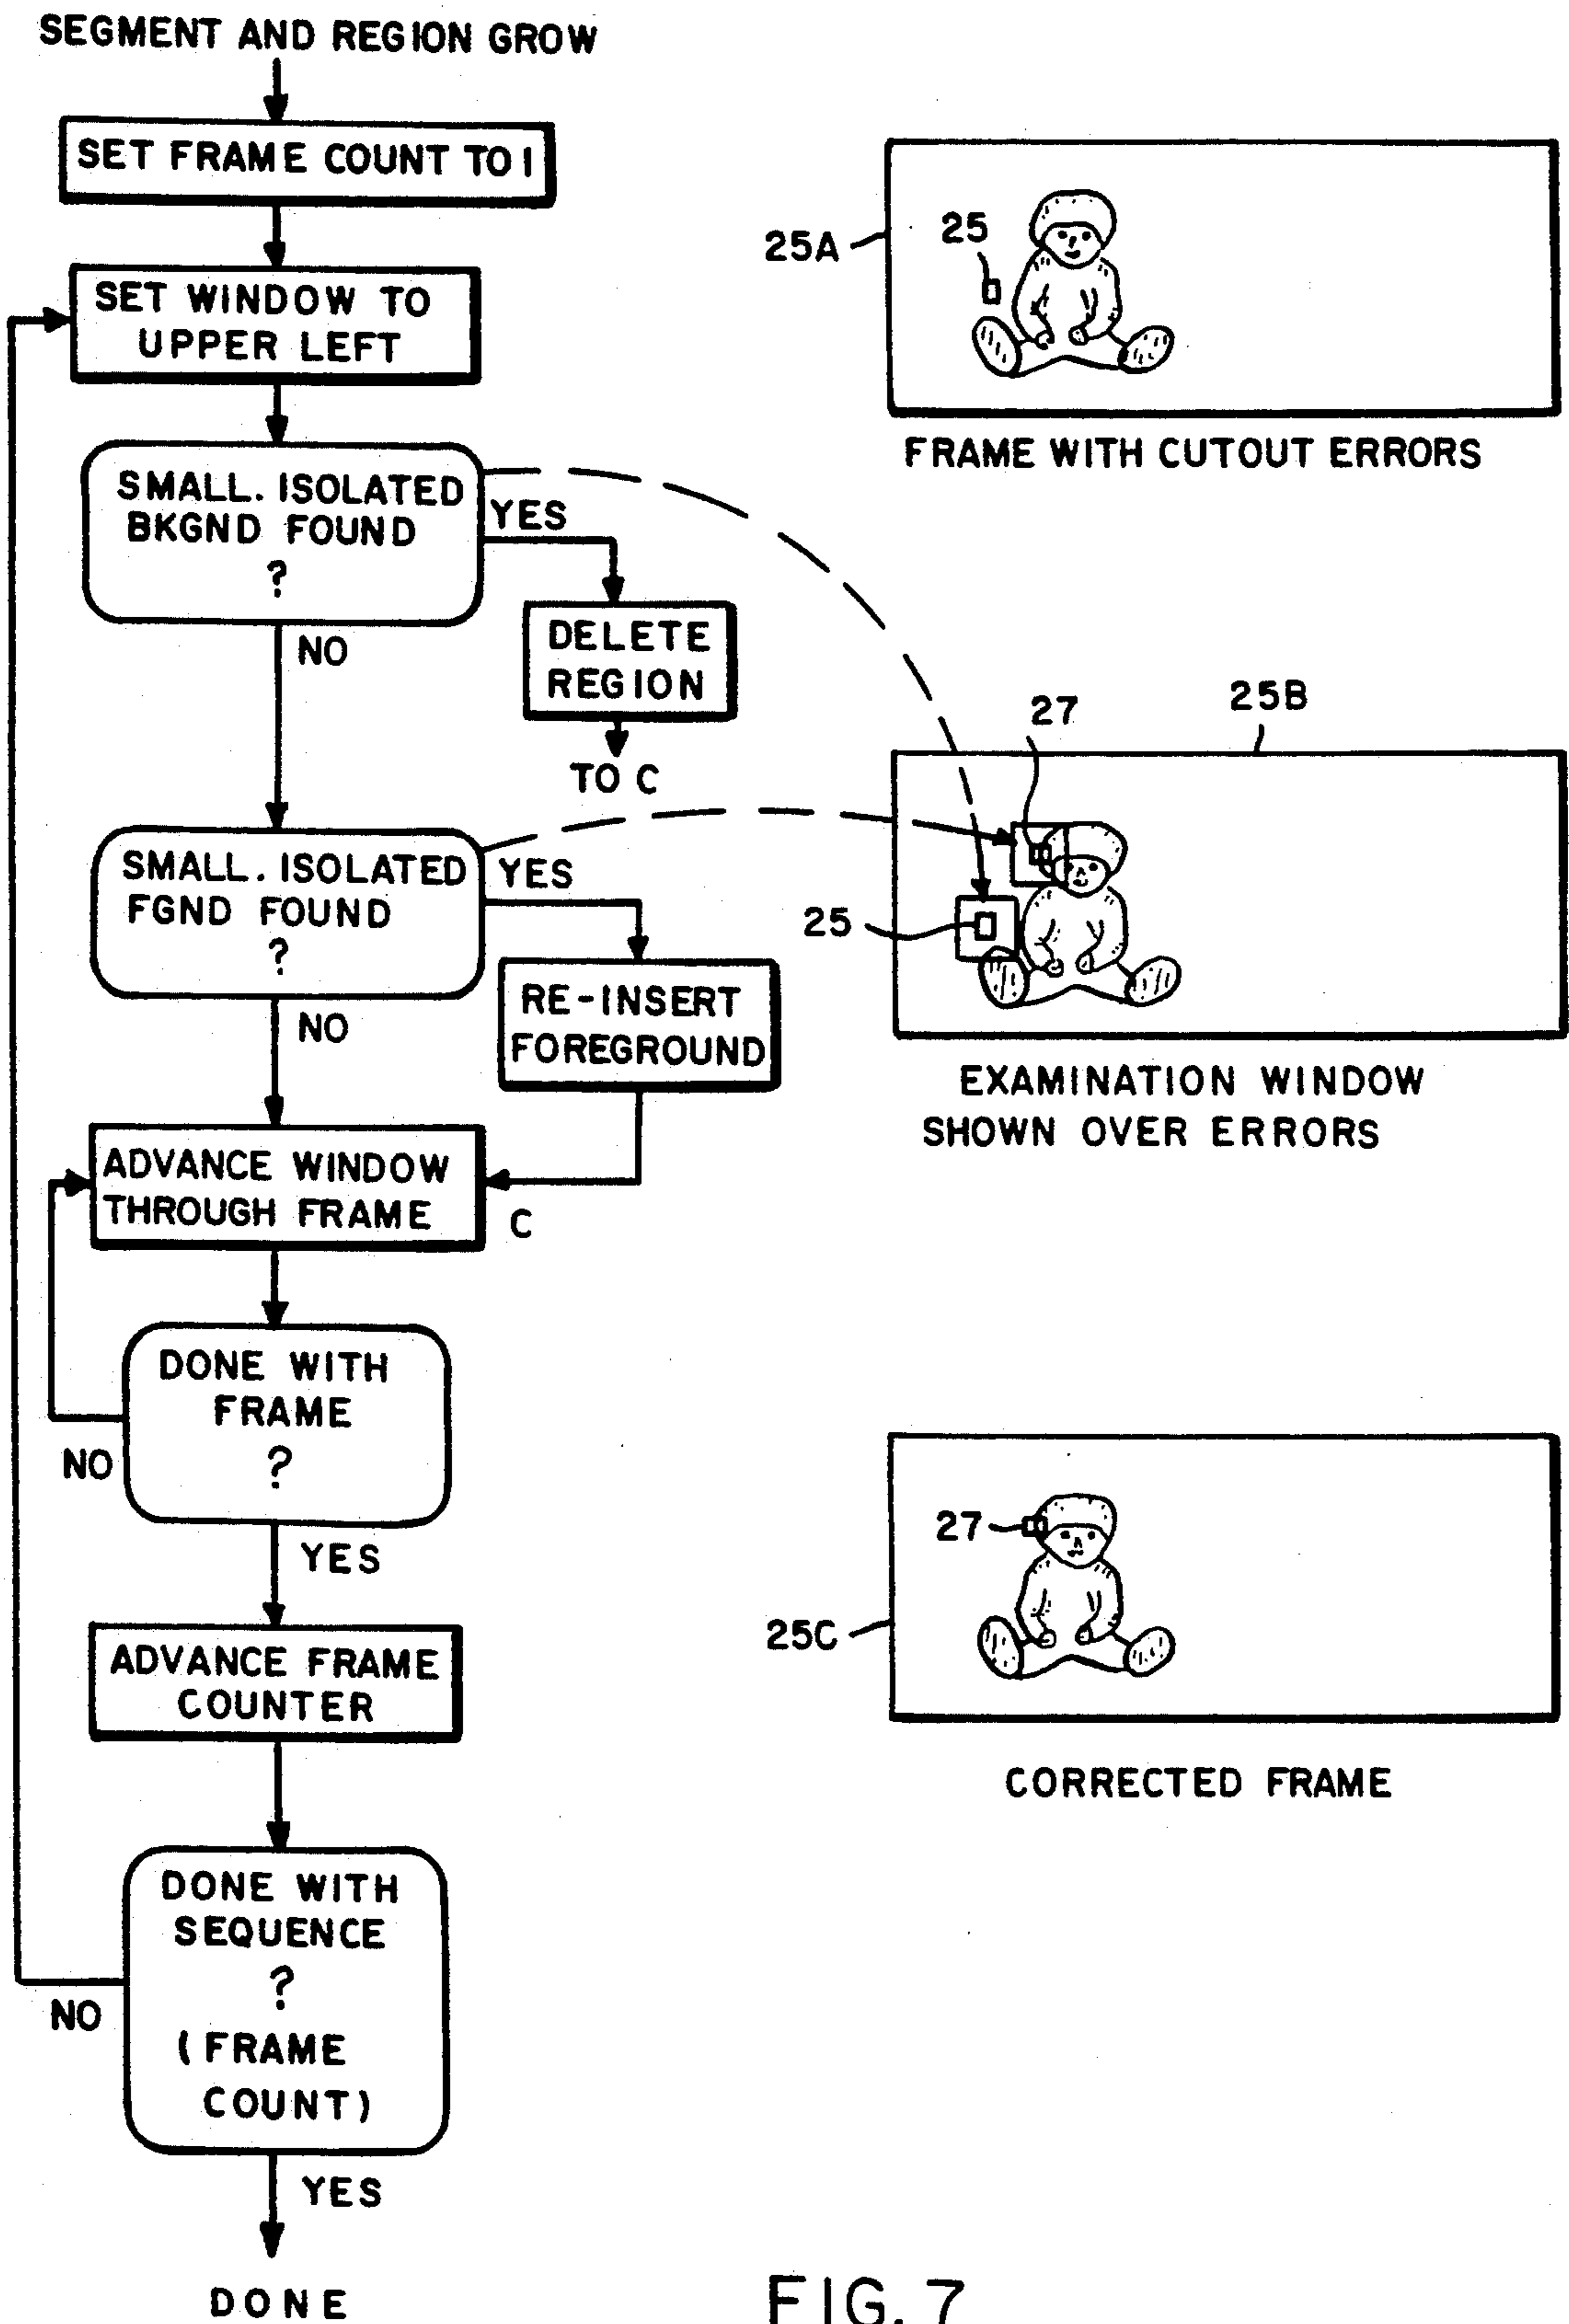 SEGMENT AND REGION GROW
SET FRAME COUNT TO 1
SET WINDOW TO
UPPER LEFT
SMALL. ISOLATED
BKGND FOUND
?
YES
NO
DELETE
REGION
TO C
SMALL. ISOLATED
FGND FOUND
?
YES
NO
RE-INSERT
FOREGROUND
ADVANCE WINDOW
THROUGH FRAME
C
DONE WITH
FRAME
?
NO
YES
ADVANCE FRAME
COUNTER
DONE WITH
SEQUENCE
?
(FRAME
COUNT)
NO
YES
DONE
25A
25
FRAME WITH CUTOUT ERRORS
27
25B
25
EXAMINATION WINDOW
SHOWN OVER ERRORS
27
25C
CORRECTED FRAME
FIG. 7